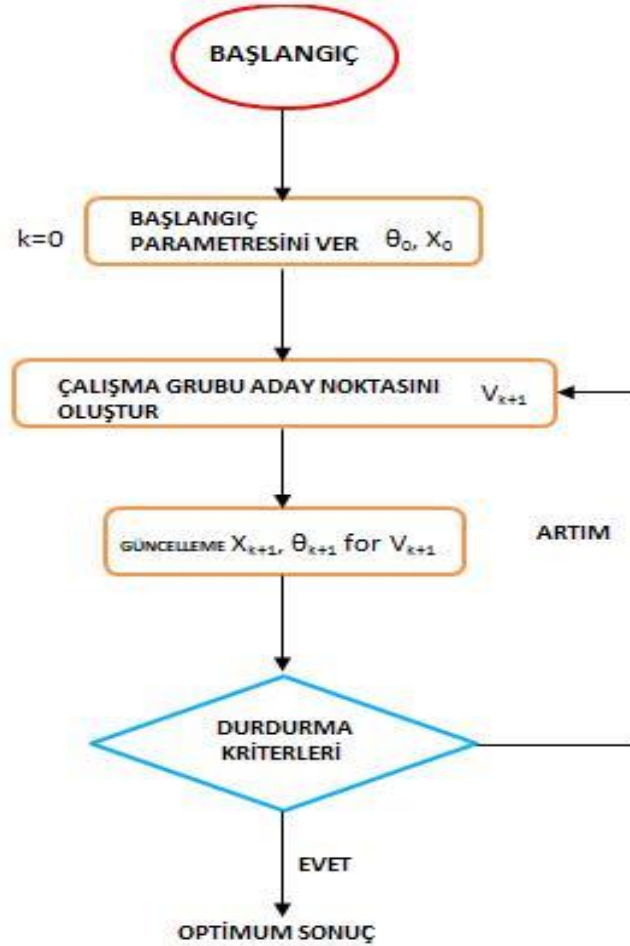 BAŞLANGIÇ
k=0
BAŞLANGIÇ
PARAMETRESİNİ VER θ₀, X₀
ÇALIŞMA GRUBU ADAY NOKTASINI
OLUŞTUR
Vₖ₊₁
GÜNCELLEME Xₖ₊₁, θₖ₊₁ for Vₖ₊₁
ARTIM
DURDURMA
KRİTERLERİ
EVET
OPTİMUM SONUÇ